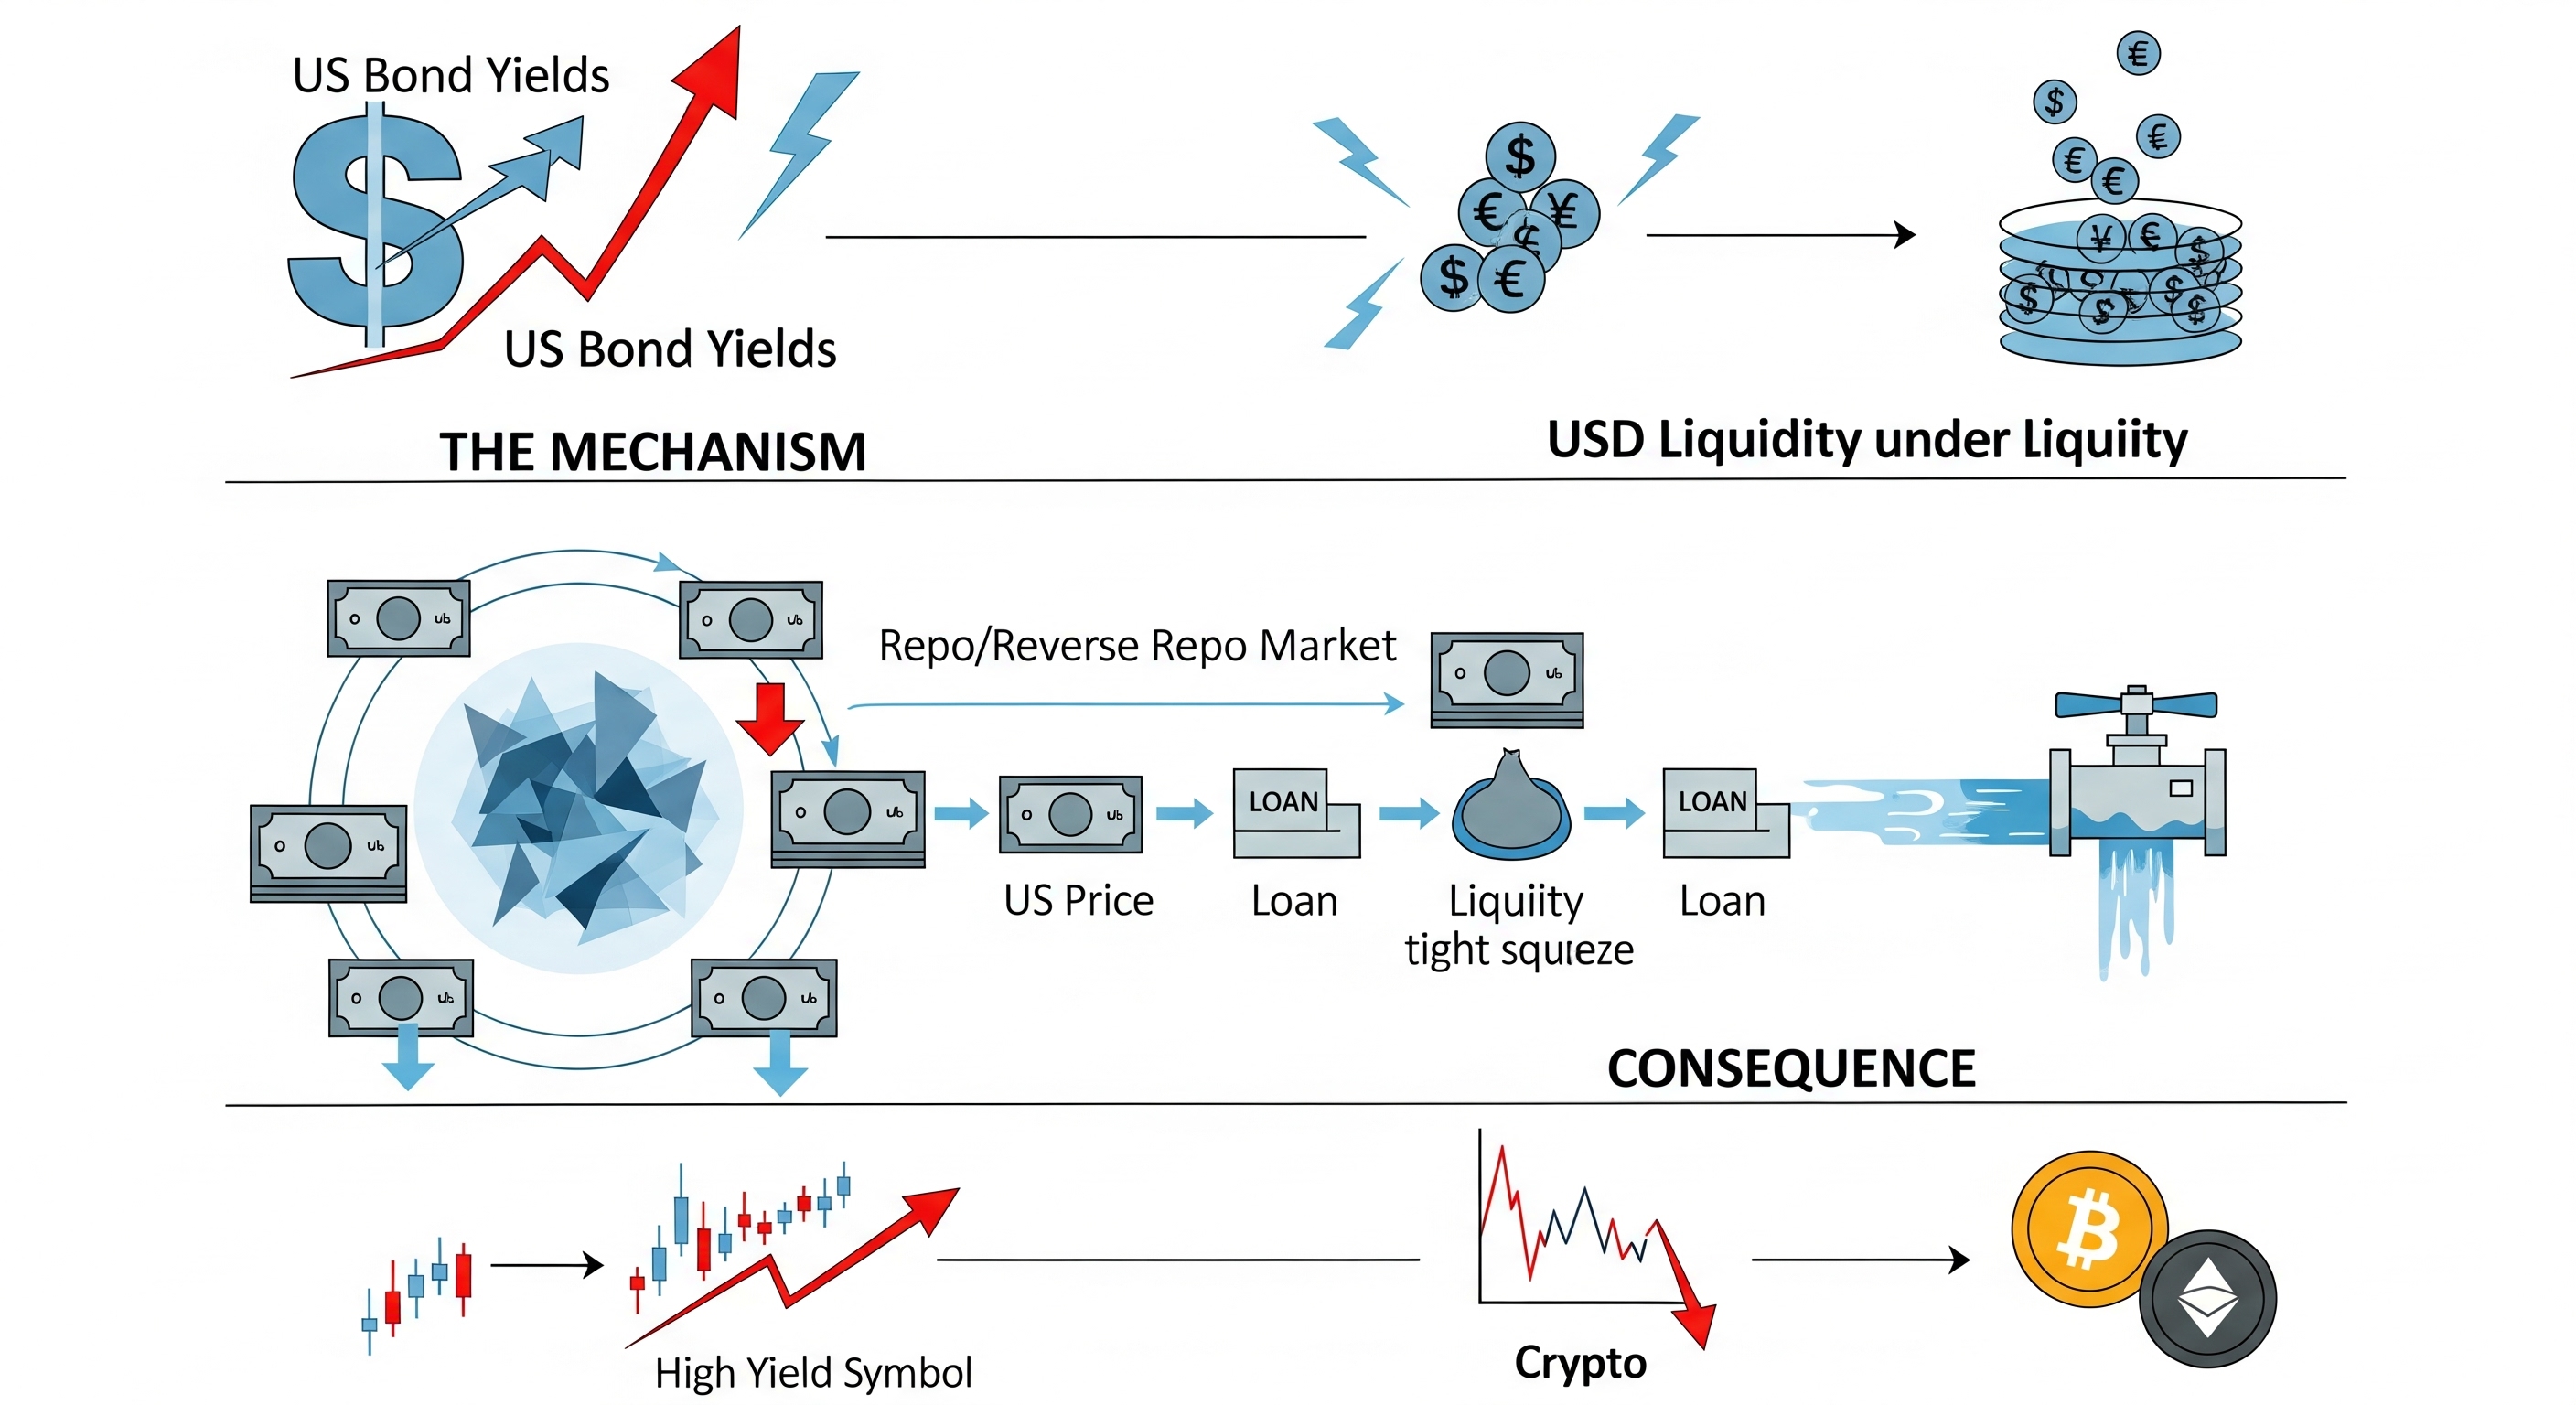 US Bond Yields
US Bond Yields
THE MECHANISM
USD Liquidity under Liquiity
Repo/Reverse Repo Market
LOAN
LOAN
US Price
Loan
Liquiity
tight squeeze
Loan
CONSEQUENCE
High Yield Symbol
Crypto